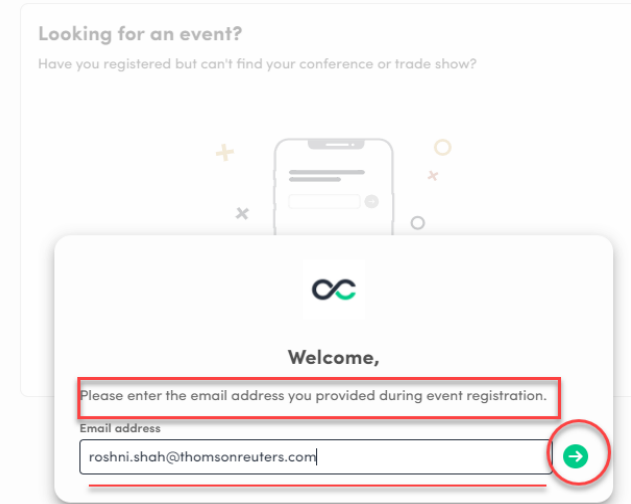 Looking for an event?
Have you registered but can't find your conference or trade show?
Welcome,
Please enter the email address you provided during event registration.
Email address
roshni.shah@thomsonreuters.com